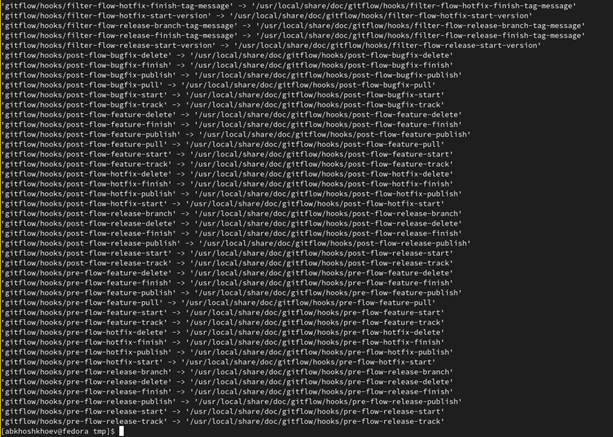 'gitflow/hooks/filter-flow-hotfix-finish-tag-message' -> '/usr/local/share/doc/gitflow/hooks/filter-flow-hotfix-finish-tag-message'
'gitflow/hooks/filter-flow-hotfix-start-version' -> '/usr/local/share/doc/gitflow/hooks/filter-flow-hotfix-start-version'
'gitflow/hooks/filter-flow-release-branch-tag-message' -> '/usr/local/share/doc/gitflow/hooks/filter-flow-release-branch-tag-message'
'gitflow/hooks/filter-flow-release-finish-tag-message' -> '/usr/local/share/doc/gitflow/hooks/filter-flow-release-finish-tag-message'
'gitflow/hooks/filter-flow-release-start-version' -> '/usr/local/share/doc/gitflow/hooks/filter-flow-release-start-version'
'gitflow/hooks/post-flow-bugfix-delete' -> '/usr/local/share/doc/gitflow/hooks/post-flow-bugfix-delete'
'gitflow/hooks/post-flow-bugfix-finish' -> '/usr/local/share/doc/gitflow/hooks/post-flow-bugfix-finish'
'gitflow/hooks/post-flow-bugfix-publish' -> '/usr/local/share/doc/gitflow/hooks/post-flow-bugfix-publish'
'gitflow/hooks/post-flow-bugfix-pull' -> '/usr/local/share/doc/gitflow/hooks/post-flow-bugfix-pull'
'gitflow/hooks/post-flow-bugfix-start' -> '/usr/local/share/doc/gitflow/hooks/post-flow-bugfix-start'
'gitflow/hooks/post-flow-bugfix-track' -> '/usr/local/share/doc/gitflow/hooks/post-flow-bugfix-track'
'gitflow/hooks/post-flow-feature-delete' -> '/usr/local/share/doc/gitflow/hooks/post-flow-feature-delete'
'gitflow/hooks/post-flow-feature-finish' -> '/usr/local/share/doc/gitflow/hooks/post-flow-feature-finish'
'gitflow/hooks/post-flow-feature-publish' -> '/usr/local/share/doc/gitflow/hooks/post-flow-feature-publish'
'gitflow/hooks/post-flow-feature-pull' -> '/usr/local/share/doc/gitflow/hooks/post-flow-feature-pull'
'gitflow/hooks/post-flow-feature-start' -> '/usr/local/share/doc/gitflow/hooks/post-flow-feature-start'
'gitflow/hooks/post-flow-feature-track' -> '/usr/local/share/doc/gitflow/hooks/post-flow-feature-track'
'gitflow/hooks/post-flow-hotfix-delete' -> '/usr/local/share/doc/gitflow/hooks/post-flow-hotfix-delete'
'gitflow/hooks/post-flow-hotfix-finish' -> '/usr/local/share/doc/gitflow/hooks/post-flow-hotfix-finish'
'gitflow/hooks/post-flow-hotfix-publish' -> '/usr/local/share/doc/gitflow/hooks/post-flow-hotfix-publish'
'gitflow/hooks/post-flow-hotfix-start' -> '/usr/local/share/doc/gitflow/hooks/post-flow-hotfix-start'
'gitflow/hooks/post-flow-release-branch' -> '/usr/local/share/doc/gitflow/hooks/post-flow-release-branch'
'gitflow/hooks/post-flow-release-delete' -> '/usr/local/share/doc/gitflow/hooks/post-flow-release-delete'
'gitflow/hooks/post-flow-release-finish' -> '/usr/local/share/doc/gitflow/hooks/post-flow-release-finish'
'gitflow/hooks/post-flow-release-publish' -> '/usr/local/share/doc/gitflow/hooks/post-flow-release-publish'
'gitflow/hooks/post-flow-release-start' -> '/usr/local/share/doc/gitflow/hooks/post-flow-release-start'
'gitflow/hooks/post-flow-release-track' -> '/usr/local/share/doc/gitflow/hooks/post-flow-release-track'
'gitflow/hooks/pre-flow-feature-delete' -> '/usr/local/share/doc/gitflow/hooks/pre-flow-feature-delete'
'gitflow/hooks/pre-flow-feature-finish' -> '/usr/local/share/doc/gitflow/hooks/pre-flow-feature-finish'
'gitflow/hooks/pre-flow-feature-publish' -> '/usr/local/share/doc/gitflow/hooks/pre-flow-feature-publish'
'gitflow/hooks/pre-flow-feature-pull' -> '/usr/local/share/doc/gitflow/hooks/pre-flow-feature-pull'
'gitflow/hooks/pre-flow-feature-start' -> '/usr/local/share/doc/gitflow/hooks/pre-flow-feature-start'
'gitflow/hooks/pre-flow-feature-track' -> '/usr/local/share/doc/gitflow/hooks/pre-flow-feature-track'
'gitflow/hooks/pre-flow-hotfix-delete' -> '/usr/local/share/doc/gitflow/hooks/pre-flow-hotfix-delete'
'gitflow/hooks/pre-flow-hotfix-finish' -> '/usr/local/share/doc/gitflow/hooks/pre-flow-hotfix-finish'
'gitflow/hooks/pre-flow-hotfix-publish' -> '/usr/local/share/doc/gitflow/hooks/pre-flow-hotfix-publish'
'gitflow/hooks/pre-flow-hotfix-start' -> '/usr/local/share/doc/gitflow/hooks/pre-flow-hotfix-start'
'gitflow/hooks/pre-flow-release-branch' -> '/usr/local/share/doc/gitflow/hooks/pre-flow-release-branch'
'gitflow/hooks/pre-flow-release-delete' -> '/usr/local/share/doc/gitflow/hooks/pre-flow-release-delete'
'gitflow/hooks/pre-flow-release-finish' -> '/usr/local/share/doc/gitflow/hooks/pre-flow-release-finish'
'gitflow/hooks/pre-flow-release-publish' -> '/usr/local/share/doc/gitflow/hooks/pre-flow-release-publish'
'gitflow/hooks/pre-flow-release-start' -> '/usr/local/share/doc/gitflow/hooks/pre-flow-release-start'
'gitflow/hooks/pre-flow-release-track' -> '/usr/local/share/doc/gitflow/hooks/pre-flow-release-track'
[abkhoshkhoev@fedora tmp]$